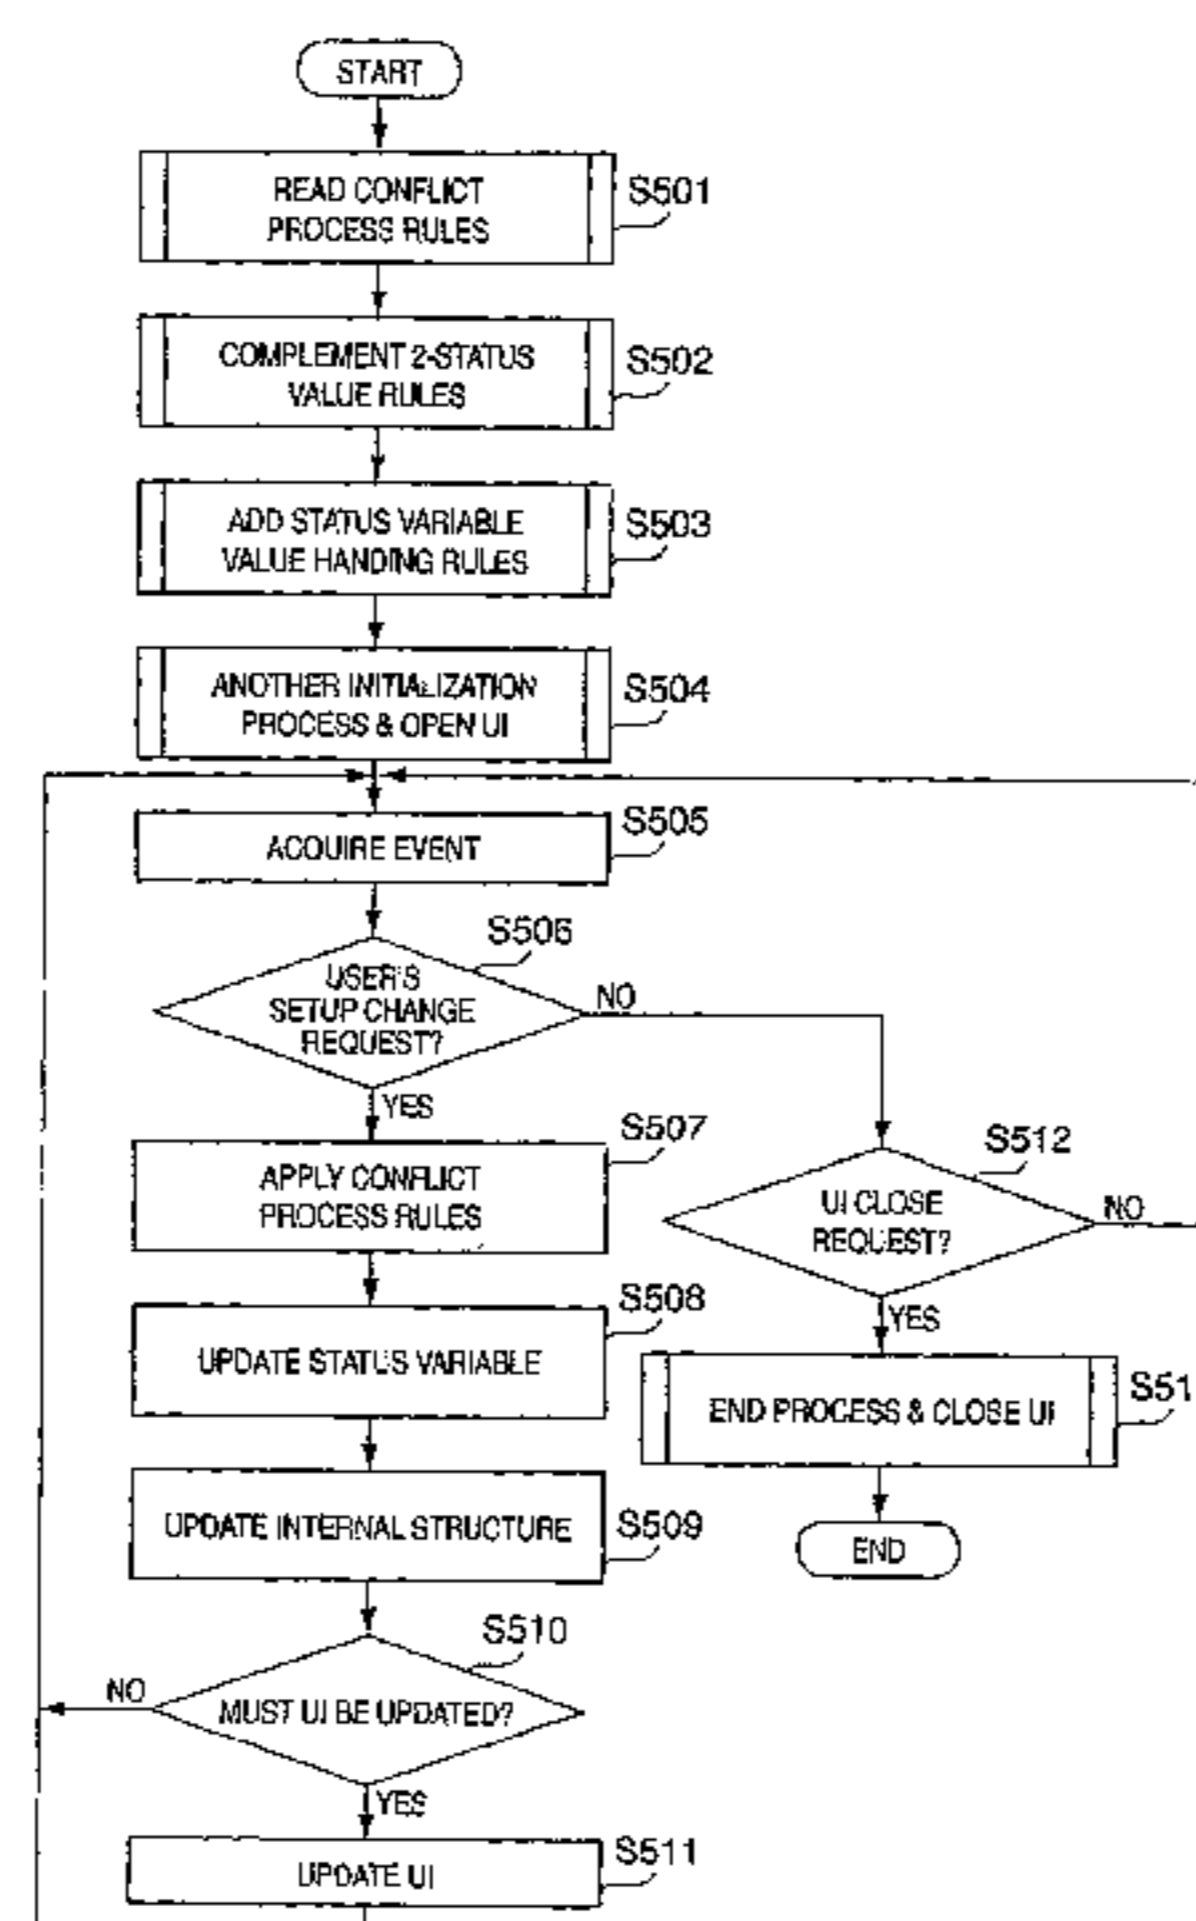 START
READ CONFLICT
PROCESS RULES
S501
COMPLEMENT 2-STATUS
VALUE RULES
S502
ADD STATUS VARIABLE
VALUE HANDING RULES
S503
ANOTHER INITIALIZATION
PROCESS & OPEN UI
S504
ACQUIRE EVENT
S505
S506
USER'S
SETUP CHANGE
REQUEST?
NO
YES
APPLY CONFLICT
PROCESS RULES
S507
S512
UI CLOSE
REQUEST?
NO
YES
UPDATE STATUS VARIABLE
S508
END PROCESS & CLOSE UI
S51
UPDATE INTERNAL STRUCTURE
S509
END
S510
MUST UI BE UPDATED?
NO
YES
UPDATE UI
S511